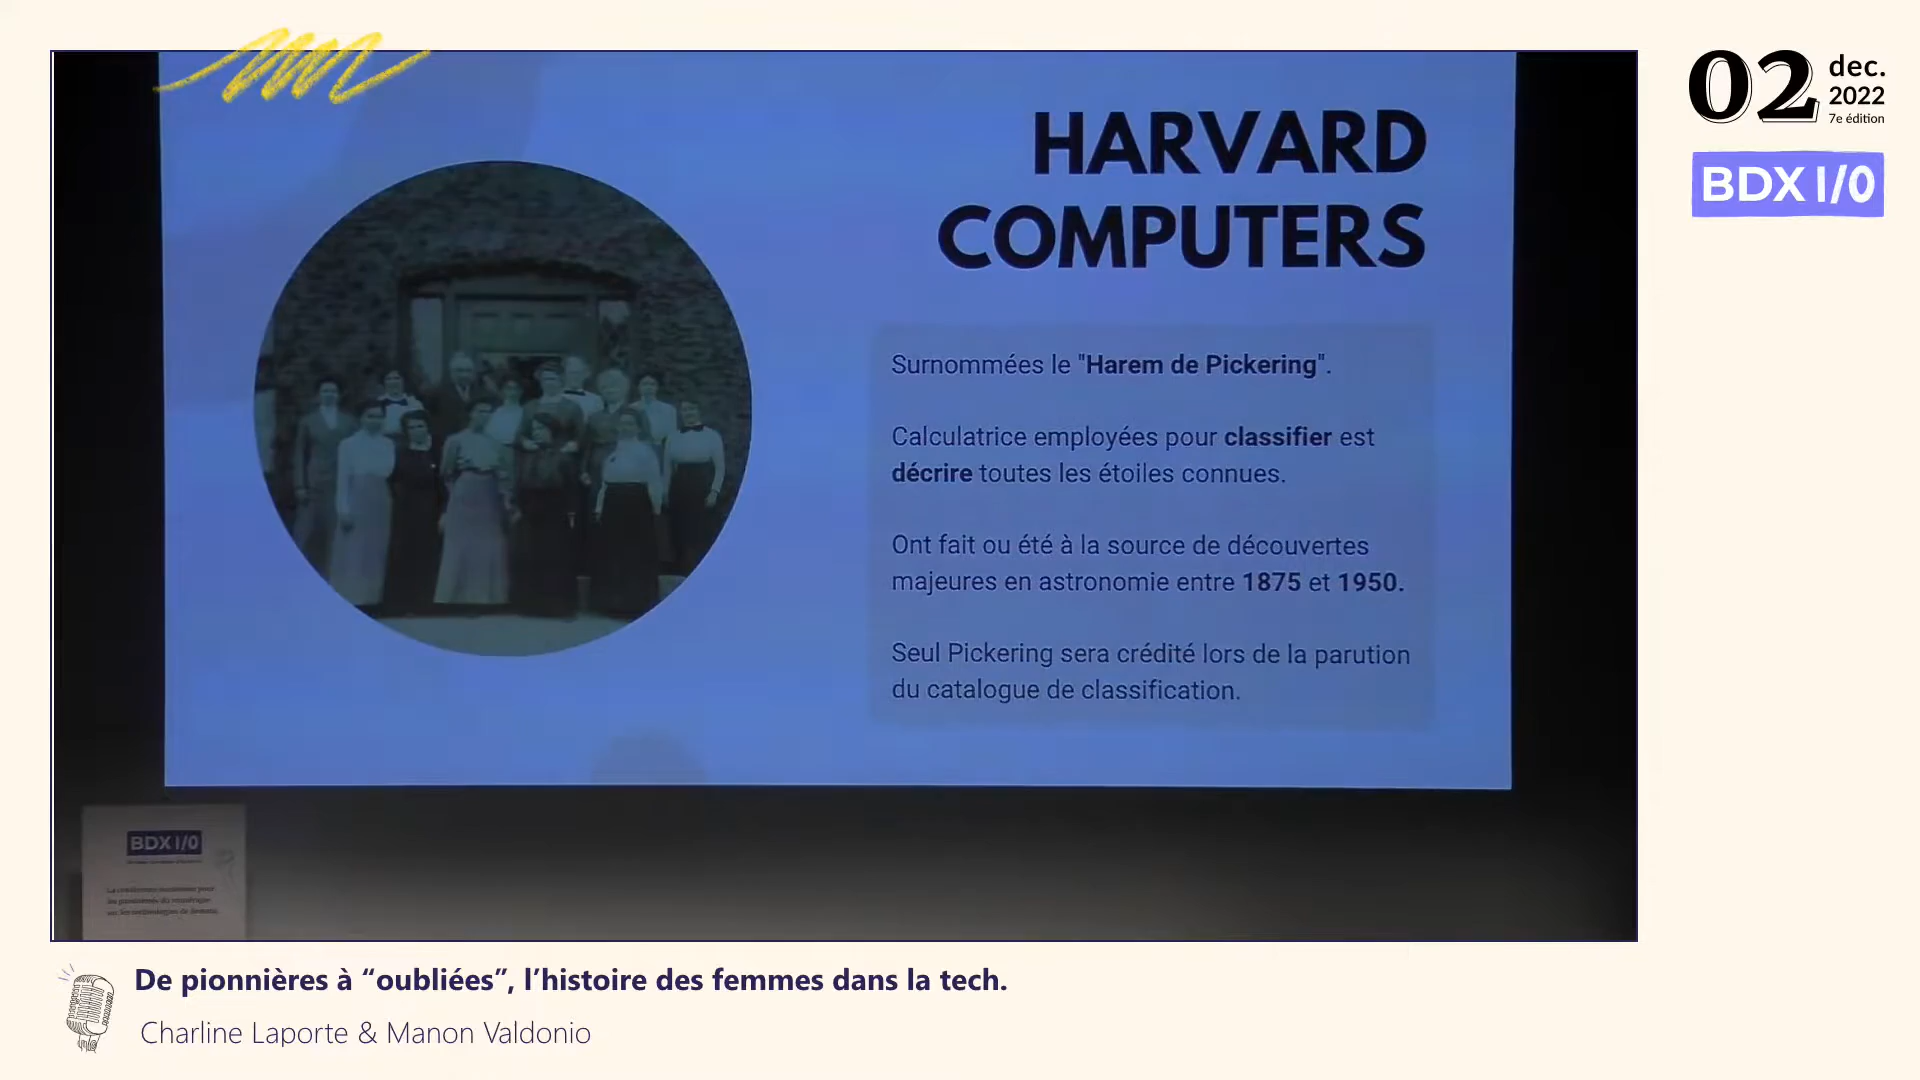 02
dec.
2022
7e édition
BDX I/O
HARVARD
COMPUTERS
Surnommées le "Harem de Pickering".
Calculatrice employées pour classifier est
décrire toutes les étoiles connues.
Ont fait ou été à la source de découvertes
majeures en astronomie entre 1875 et 1950.
Seul Pickering sera crédité lors de la parution
du catalogue de classification.
BDX I/O
De pionnières à “oubliées”, l’histoire des femmes dans la tech.
Charline Laporte & Manon Valdonio